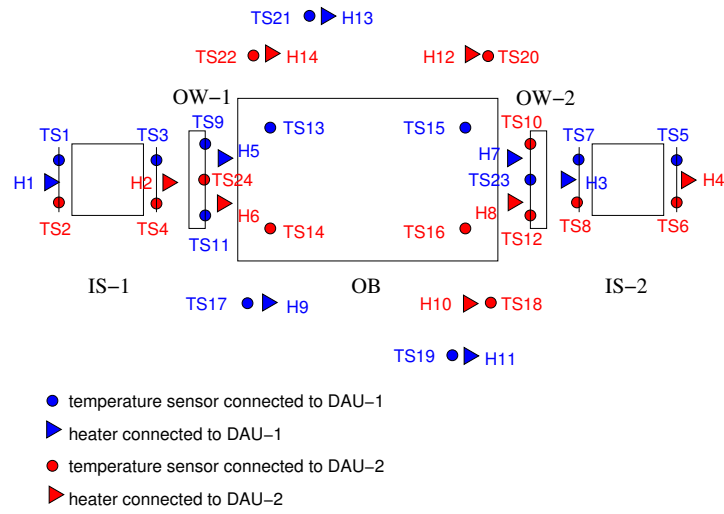 TS21 H13
TS22 H14 H12 TS20
OW−1 OW−2
TS1 TS3 TS9 TS13 TS15 TS10 TS7 TS5
H5 H7
H1 H2 TS24 TS23 H3 H4
TS2 TS4 H6 H8 TS8 TS6
TS11 TS14 TS16 TS12
IS−1 OB IS−2
TS17 H9 H10 TS18
TS19 H11
temperature sensor connected to DAU−1
heater connected to DAU−1
temperature sensor connected to DAU−2
heater connected to DAU−2